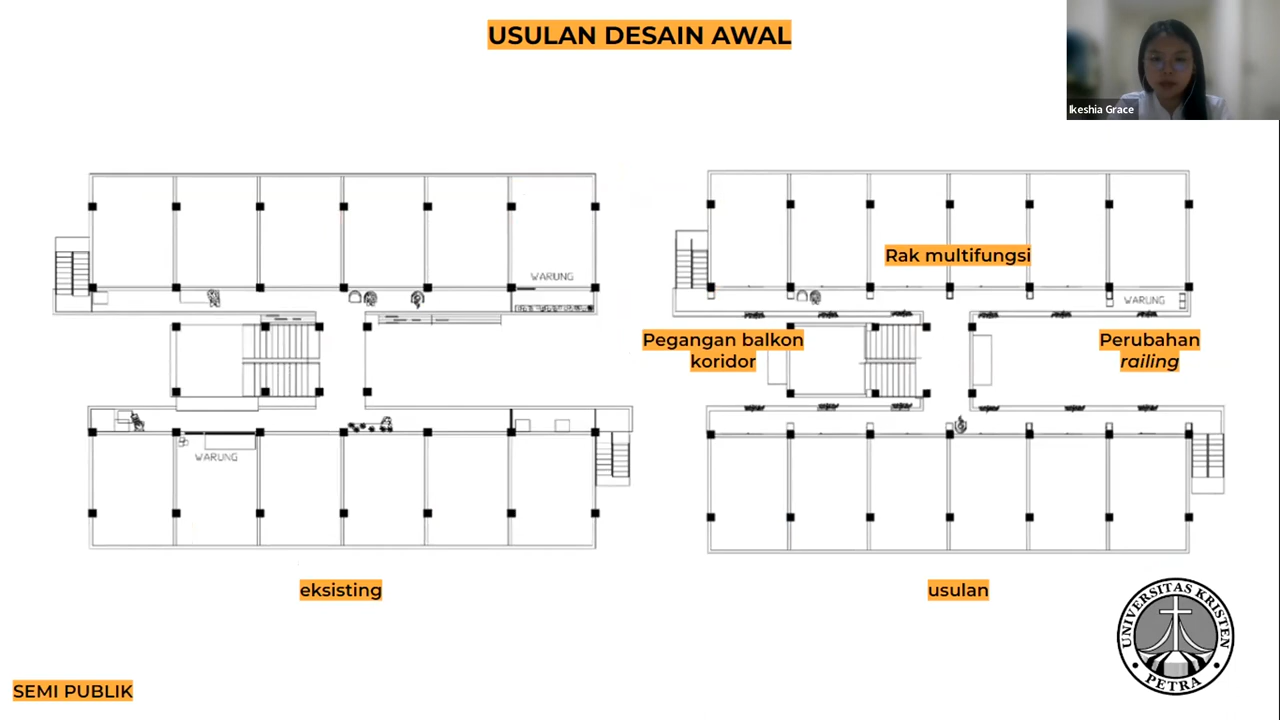 USULAN DESAIN AWAL
Ikeshia Grace
WARUNG
WARUNG
eksisting
Rak multifungsi
WARUNG
Pegangan balkon
koridor
Perubahan
railing
usulan
UNIVERSITAS KRISTEN
PETRA
SEMI PUBLIK